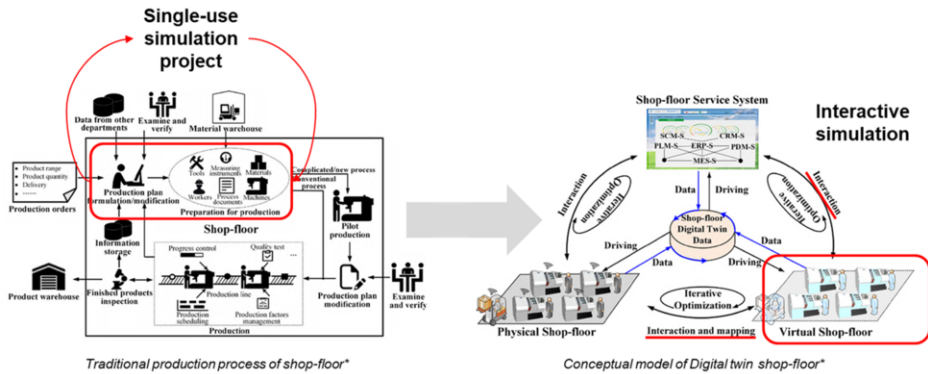 Single-use
simulation
project
Data from other
departments
Examine and
verify
Material warehouse
Product range
Product quantity
Delivery
......
Production orders
Production plan
formulation/modification
Tools
Measuring
instruments
Materials
Workers
Process
documents
Machines
Preparation for production
Complicated/new process
Conventional
process
Shop-floor
Pilot
production
Information
storage
Progress control
Quality test
...
Production line
Production
scheduling
Production factors
management
Production
Product warehouse
Finished products
inspection
Production plan
modification
Examine and
verify
Traditional production process of shop-floor*
Shop-floor Service System
Interactive
simulation
SCM-S
CRM-S
PLM-S
ERP-S
PDM-S
MES-S
Interaction
Iterative
Optimization
Data
Driving
Interaction
Iterative
Optimization
Shop-floor
Digital Twin
Data
Driving
Data
Data
Driving
Iterative
Optimization
Physical Shop-floor
Interaction and mapping
Virtual Shop-floor
Conceptual model of Digital twin shop-floor*